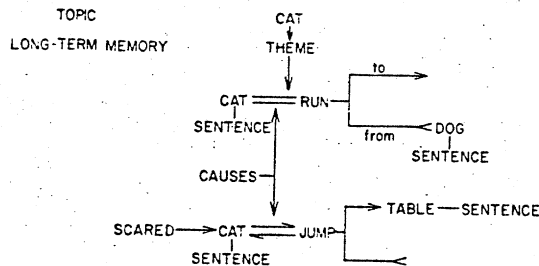 TOPIC
CAT
LONG-TERM MEMORY
THEME
to
CAT RUN
SENTENCE
from DOG
SENTENCE
CAUSES
TABLE SENTENCE
SCARED CAT JUMP
SENTENCE